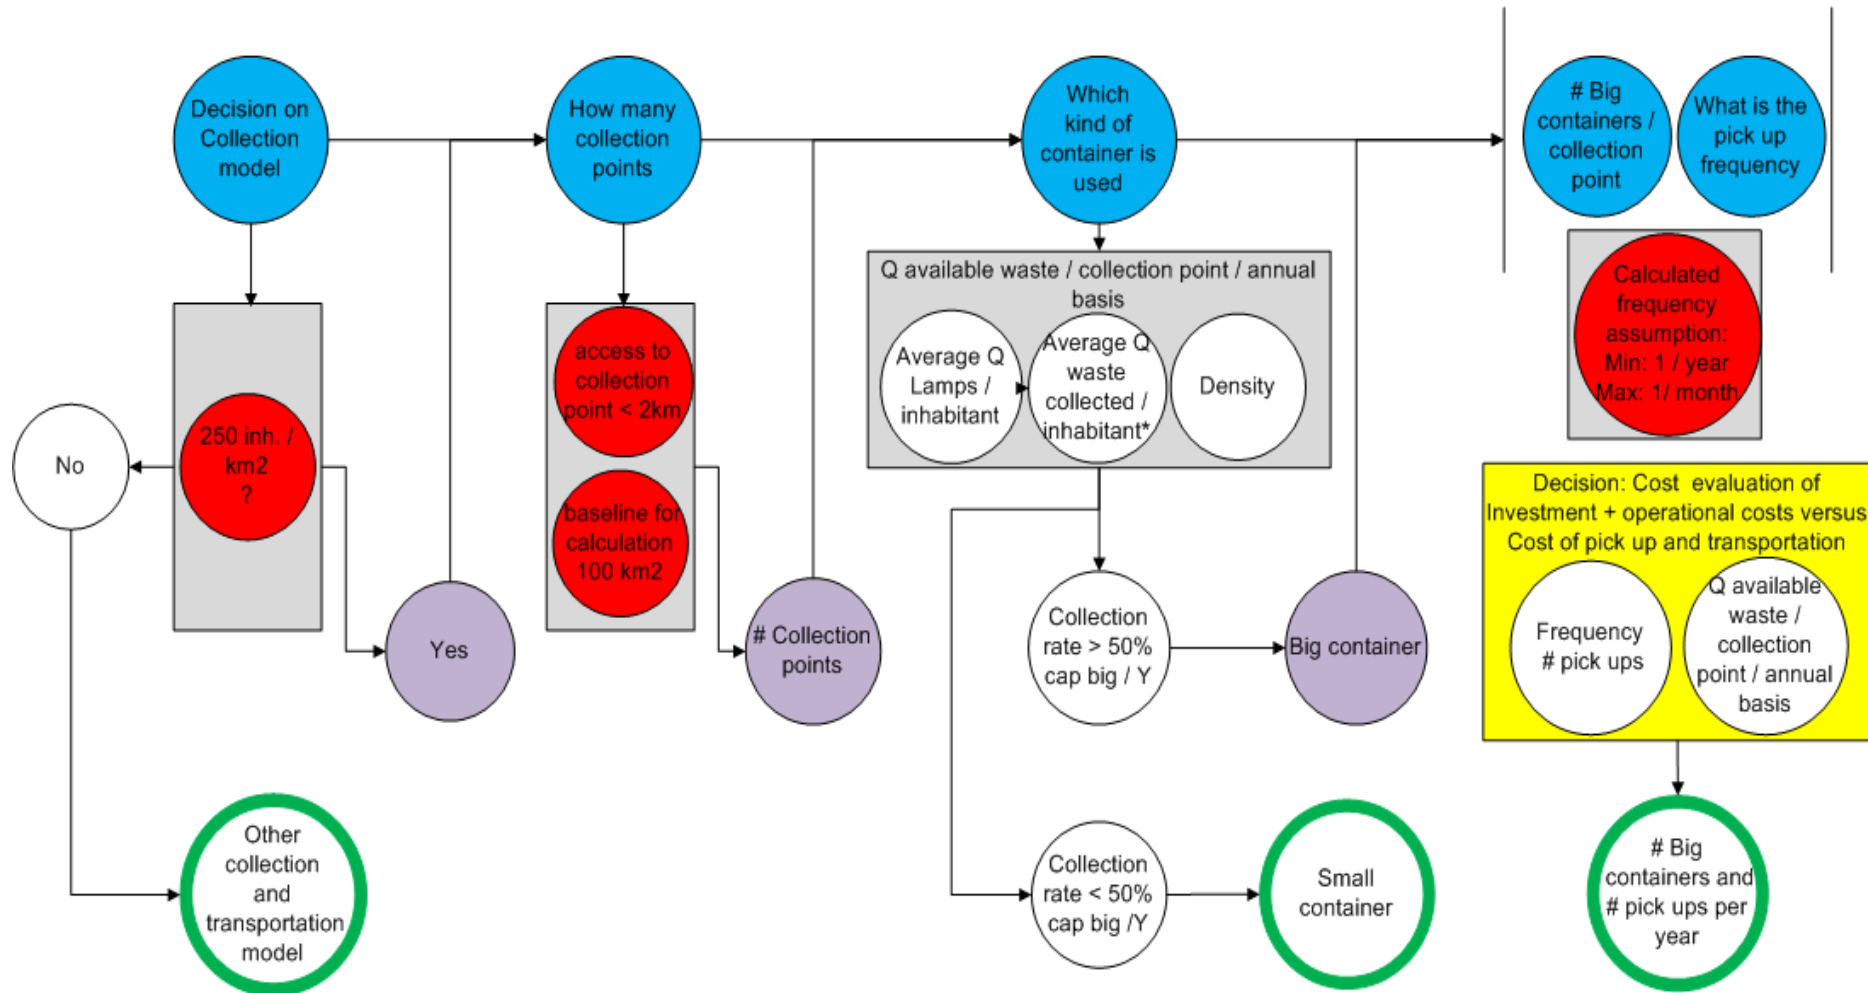 Decision on
Collection
model
How many
collection
points
Which
kind of
container is
used
# Big
containers /
collection
point
What is the
pick up
frequency
Q available waste / collection point / annual
basis
Average Q
Lamps /
inhabitant
Average Q
waste
collected /
inhabitant*
Density
Calculated
frequency
assumption:
Min: 1 / year
Max: 1/ month
access to
collection
point < 2km
baseline for
calculation
100 km2
No
250 inh. /
km2
?
Yes
# Collection
points
Collection
rate > 50%
cap big / Y
Big container
Decision: Cost evaluation of
Investment + operational costs versus
Cost of pick up and transportation
Frequency
# pick ups
Q available
waste /
collection
point / annual
basis
Other
collection
and
transportation
model
Collection
rate < 50%
cap big /Y
Small
container
# Big
containers and
# pick ups per
year